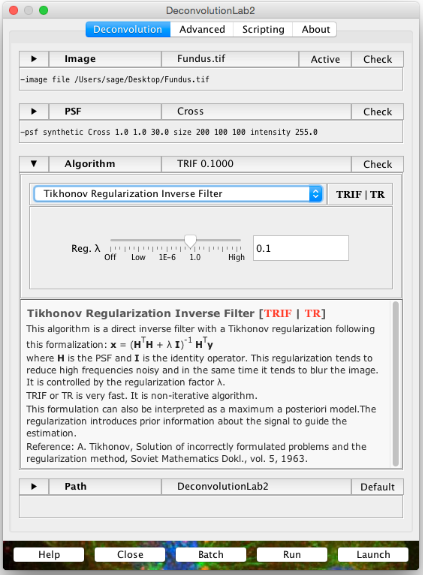 DeconvolutionLab2
Deconvolution Advanced Scripting About
▶ Image Fundus.tif Active Check
-image file /Users/sage/Desktop/Fundus.tif
▶ PSF Cross Check
-psf synthetic Cross 1.0 1.0 30.0 size 200 100 100 intensity 255.0
▼ Algorithm TRIF 0.1000 Check
Tikhonov Regularization Inverse Filter TRIF | TR
Reg. λ 0.1
Off Low 1E-6 1.0 High
Tikhonov Regularization Inverse Filter [TRIF | TR]
This algorithm is a direct inverse filter with a Tikhonov regularization following
this formalization: x = (HᵀH + λ I)⁻¹ Hᵀy
where H is the PSF and I is the identity operator. This regularization tends to
reduce high frequencies noisy and in the same time it tends to blur the image.
It is controlled by the regularization factor λ.
TRIF or TR is very fast. It is non-iterative algorithm.
This formulation can also be interpreted as a maximum a posteriori model.The
regularization introduces prior information about the signal to guide the
estimation.
Reference: A. Tikhonov, Solution of incorrectly formulated problems and the
regularization method, Soviet Mathematics Dokl., vol. 5, 1963.
▶ Path DeconvolutionLab2 Default
Help Close Batch Run Launch